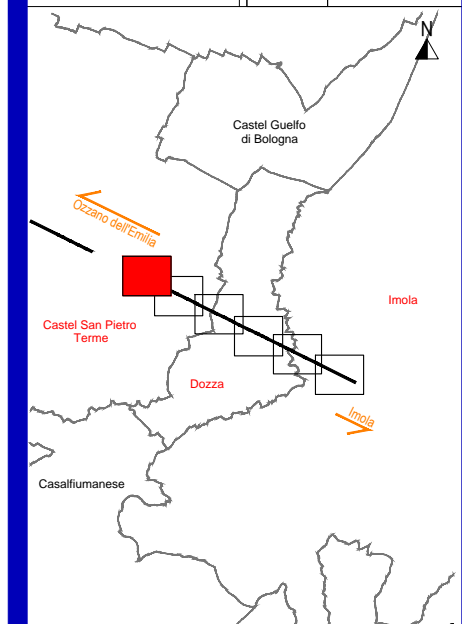 N
Castel Guelfo
di Bologna
Ozzano dell'Emilia
Imola
Castel San Pietro
Terme
Dozza
Imola
Casalfiumanese